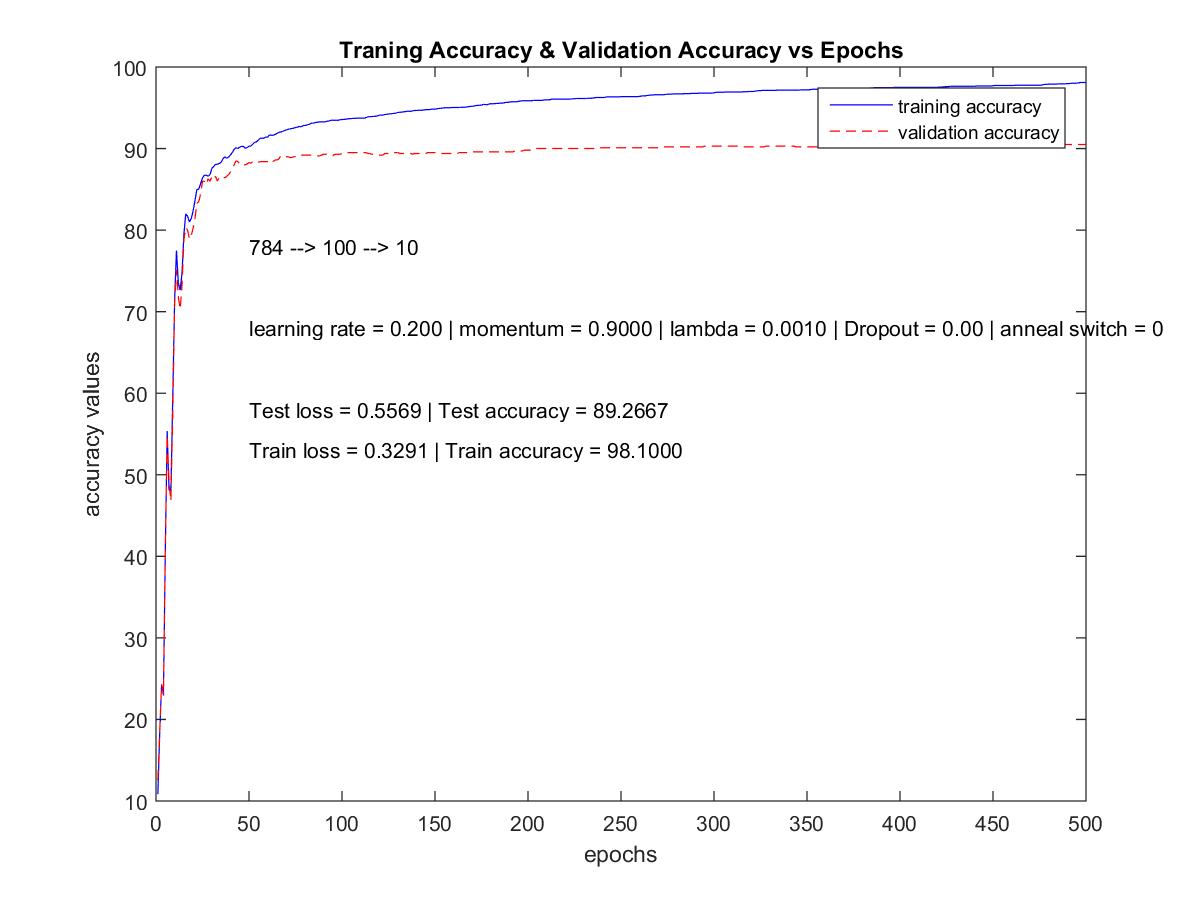 Traning Accuracy & Validation Accuracy vs Epochs
100
90
80
70
60
50
40
30
20
10
accuracy values
training accuracy
validation accuracy
784 --> 100 --> 10
learning rate = 0.200 | momentum = 0.9000 | lambda = 0.0010 | Dropout = 0.00 | anneal switch = 0
Test loss = 0.5569 | Test accuracy = 89.2667
Train loss = 0.3291 | Train accuracy = 98.1000
0 50 100 150 200 250 300 350 400 450 500
epochs